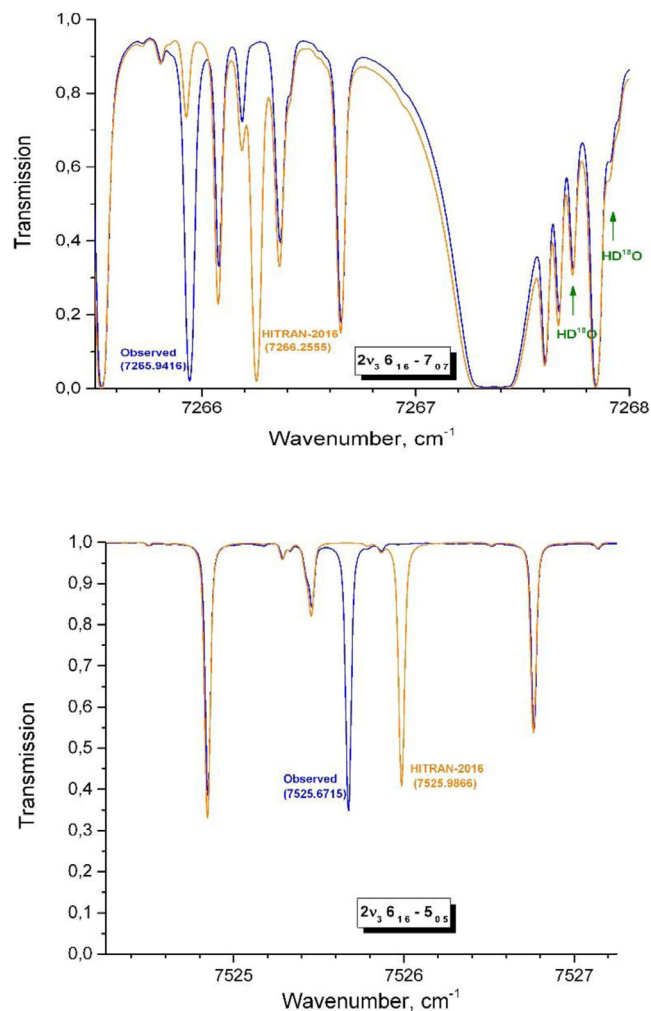 1,0
0,8
0,6
0,4
0,2
0,0
Transmission
HD¹⁸O
HD¹⁸O
HITRAN-2016
(7266.2555)
Observed
(7265.9416)
2ν₃ 6₁₆ - 7₀₇
7266 7267 7268
Wavenumber, cm⁻¹
1,0
0,9
0,8
0,7
0,6
0,5
0,4
0,3
0,2
0,1
0,0
Transmission
Observed
(7525.6715)
HITRAN-2016
(7525.9866)
2ν₃ 6₁₆ - 5₀₅
7525 7526 7527
Wavenumber, cm⁻¹